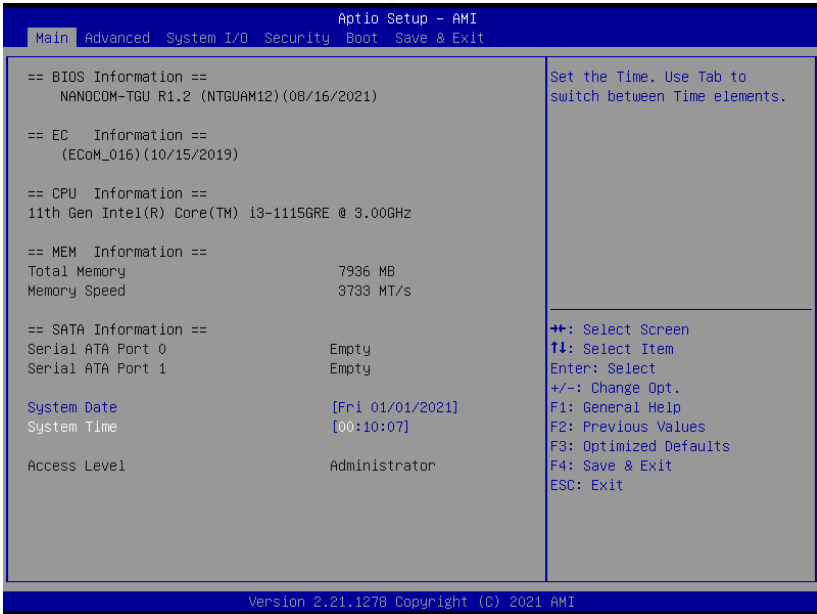 Aptio Setup – AMI
Main Advanced System I/O Security Boot Save & Exit
== BIOS Information ==
NANOCOM-TGU R1.2 (NTGUAM12)(08/16/2021)
== EC Information ==
(ECoM_016)(10/15/2019)
== CPU Information ==
11th Gen Intel(R) Core(TM) i3-1115GRE @ 3.00GHz
== MEM Information ==
Total Memory 7936 MB
Memory Speed 3733 MT/s
== SATA Information ==
Serial ATA Port 0 Empty
Serial ATA Port 1 Empty
System Date [Fri 01/01/2021]
System Time [00:10:07]
Access Level Administrator
Set the Time. Use Tab to
switch between Time elements.
→←: Select Screen
↑↓: Select Item
Enter: Select
+/-: Change Opt.
F1: General Help
F2: Previous Values
F3: Optimized Defaults
F4: Save & Exit
ESC: Exit
Version 2.21.1278 Copyright (C) 2021 AMI